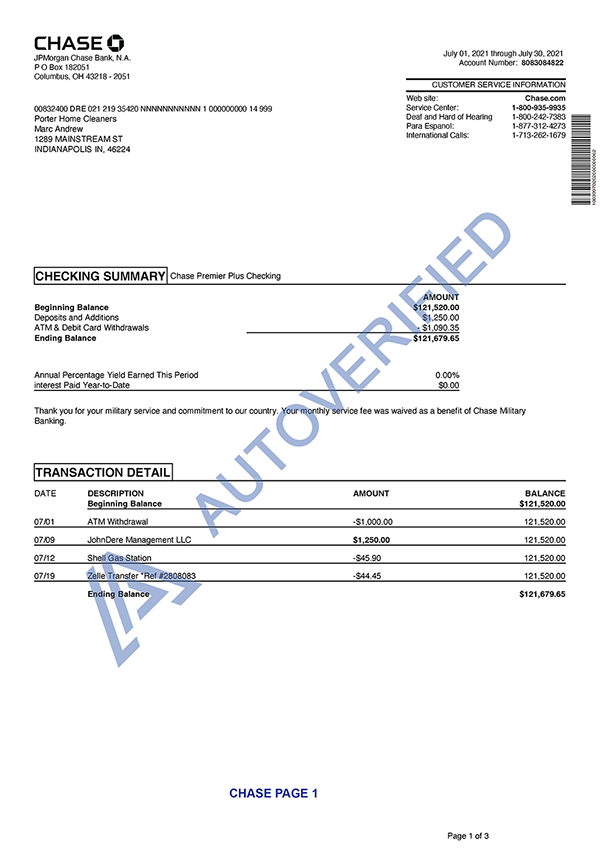 CHASE
JPMorgan Chase Bank, N.A.
P O Box 182051
Columbus, OH 43218 - 2051
July 01, 2021 through July 30, 2021
Account Number: 8083084822
CUSTOMER SERVICE INFORMATION
Web site: Chase.com
Service Center: 1-800-935-9935
Deaf and Hard of Hearing 1-800-242-7383
Para Espanol: 1-877-312-4273
International Calls: 1-713-262-1679
00832400 DRE 021 219 35420 NNNNNNNNNNN 1 000000000 14 999
Porter Home Cleaners
Marc Andrew
1289 MAINSTREAM ST
INDIANAPOLIS IN, 46224
CHECKING SUMMARY Chase Premier Plus Checking
AMOUNT
Beginning Balance $121,520.00
Deposits and Additions $1,250.00
ATM & Debit Card Withdrawals - $1,090.35
Ending Balance $121,679.65
Annual Percentage Yield Earned This Period 0.00%
interest Paid Year-to-Date $0.00
Thank you for your military service and commitment to our country. Your monthly service fee was waived as a benefit of Chase Military
Banking.
TRANSACTION DETAIL
DATE DESCRIPTION AMOUNT BALANCE
Beginning Balance $121,520.00
07/01 ATM Withdrawal -$1,000.00 121,520.00
07/09 JohnDere Management LLC $1,250.00 121,520.00
07/12 Shell Gas Station -$45.90 121,520.00
07/19 Zelle Transfer *Ref #2808083 -$44.45 121,520.00
Ending Balance $121,679.65
AUTOVERIFIED
CHASE PAGE 1
Page 1 of 3